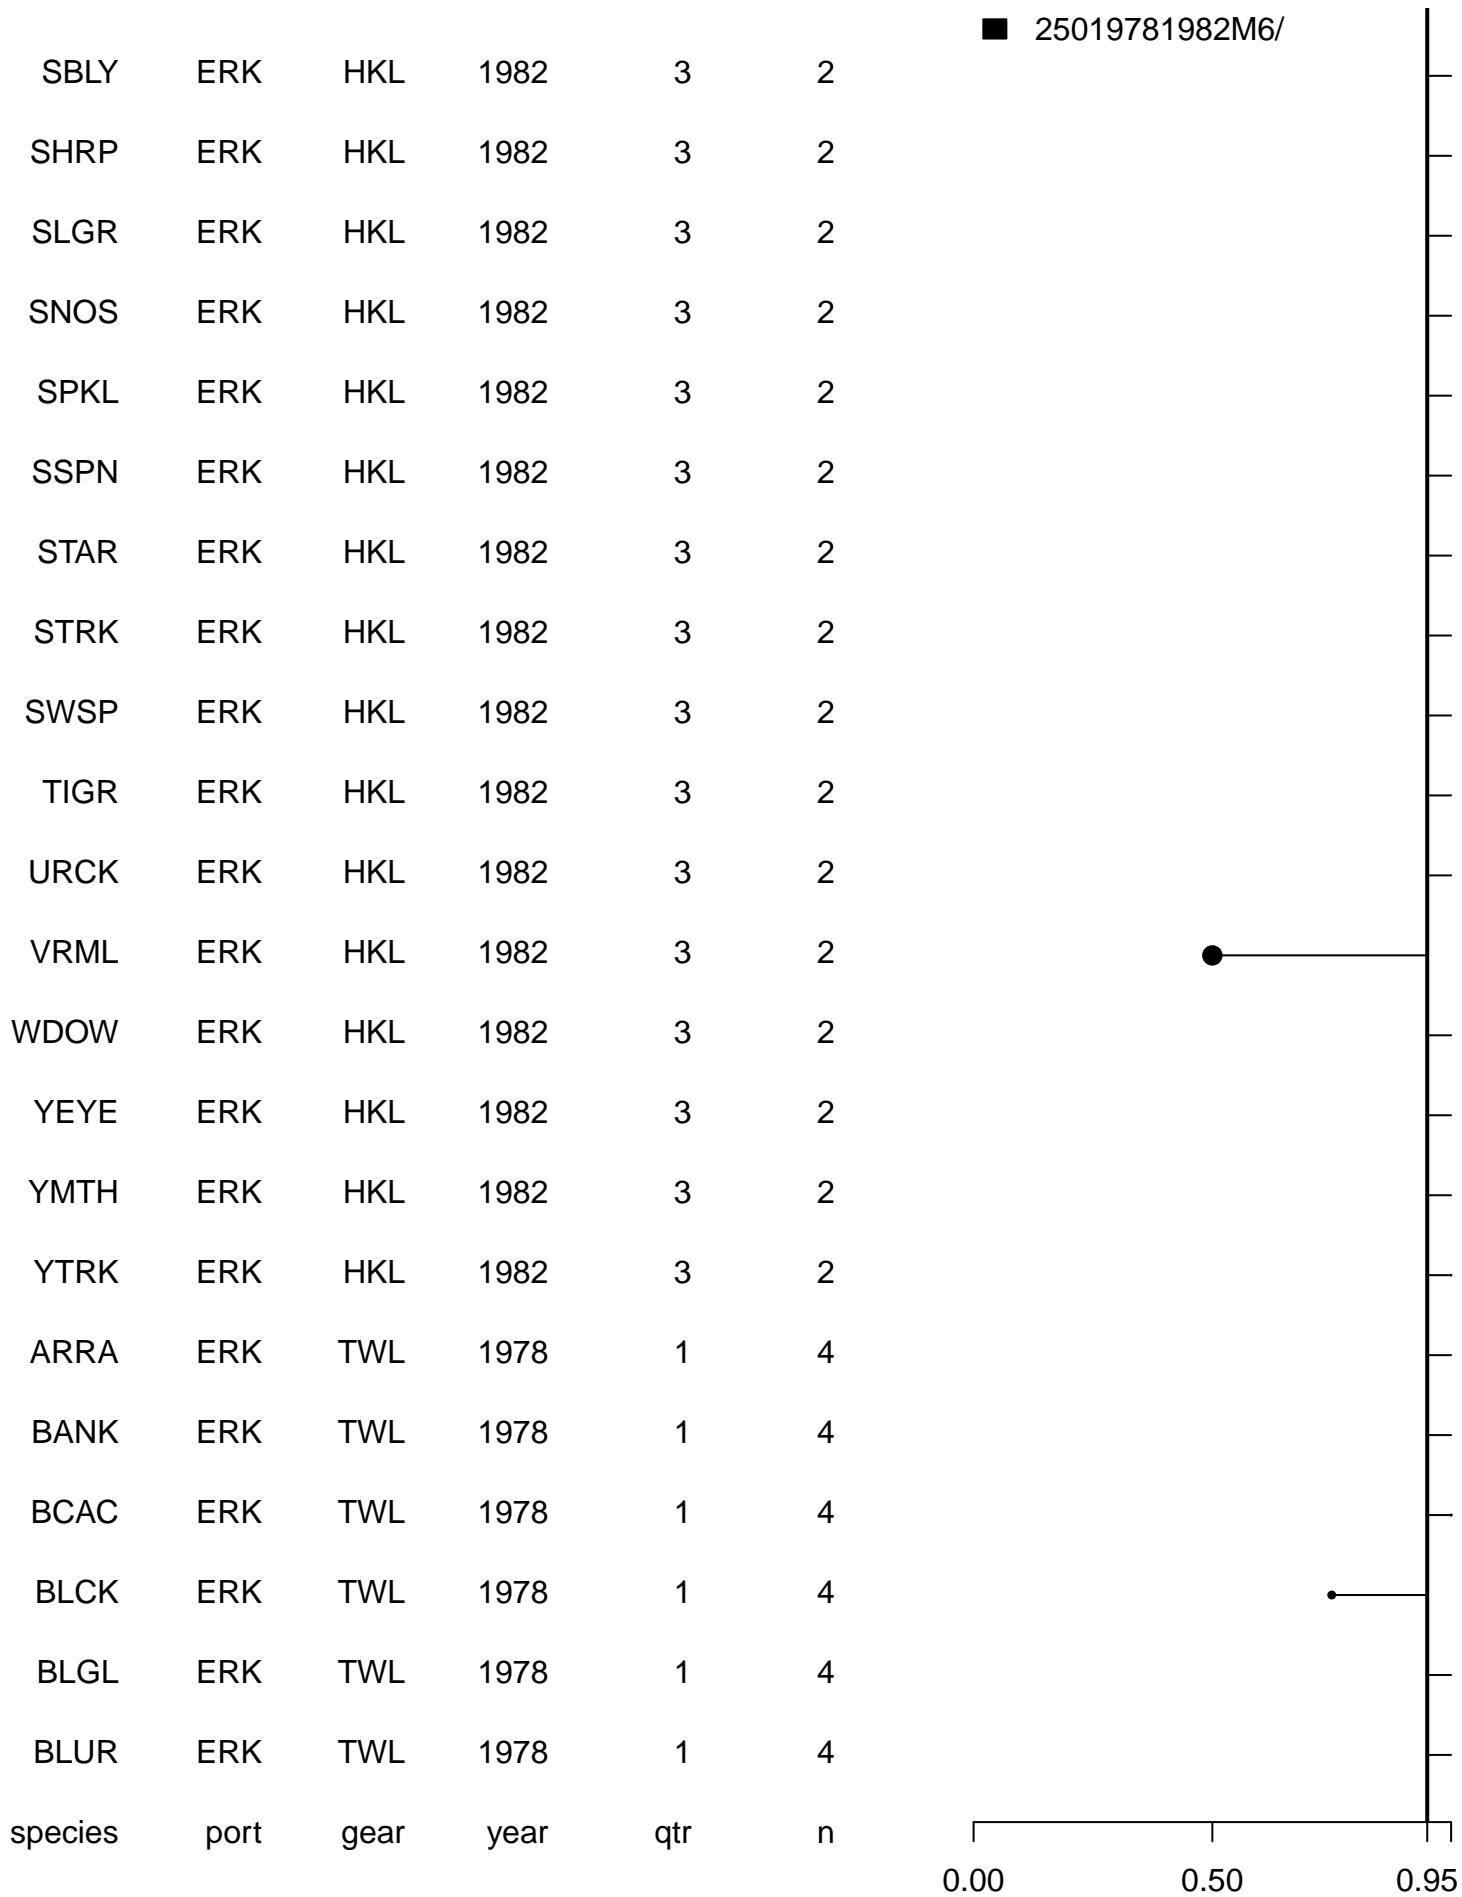 25019781982M6/
SBLY ERK HKL 1982 3 2
SHRP ERK HKL 1982 3 2
SLGR ERK HKL 1982 3 2
SNOS ERK HKL 1982 3 2
SPKL ERK HKL 1982 3 2
SSPN ERK HKL 1982 3 2
STAR ERK HKL 1982 3 2
STRK ERK HKL 1982 3 2
SWSP ERK HKL 1982 3 2
TIGR ERK HKL 1982 3 2
URCK ERK HKL 1982 3 2
VRML ERK HKL 1982 3 2
WDOW ERK HKL 1982 3 2
YEYE ERK HKL 1982 3 2
YMTH ERK HKL 1982 3 2
YTRK ERK HKL 1982 3 2
ARRA ERK TWL 1978 1 4
BANK ERK TWL 1978 1 4
BCAC ERK TWL 1978 1 4
BLCK ERK TWL 1978 1 4
BLGL ERK TWL 1978 1 4
BLUR ERK TWL 1978 1 4
species port gear year qtr n
0.00 0.50 0.95